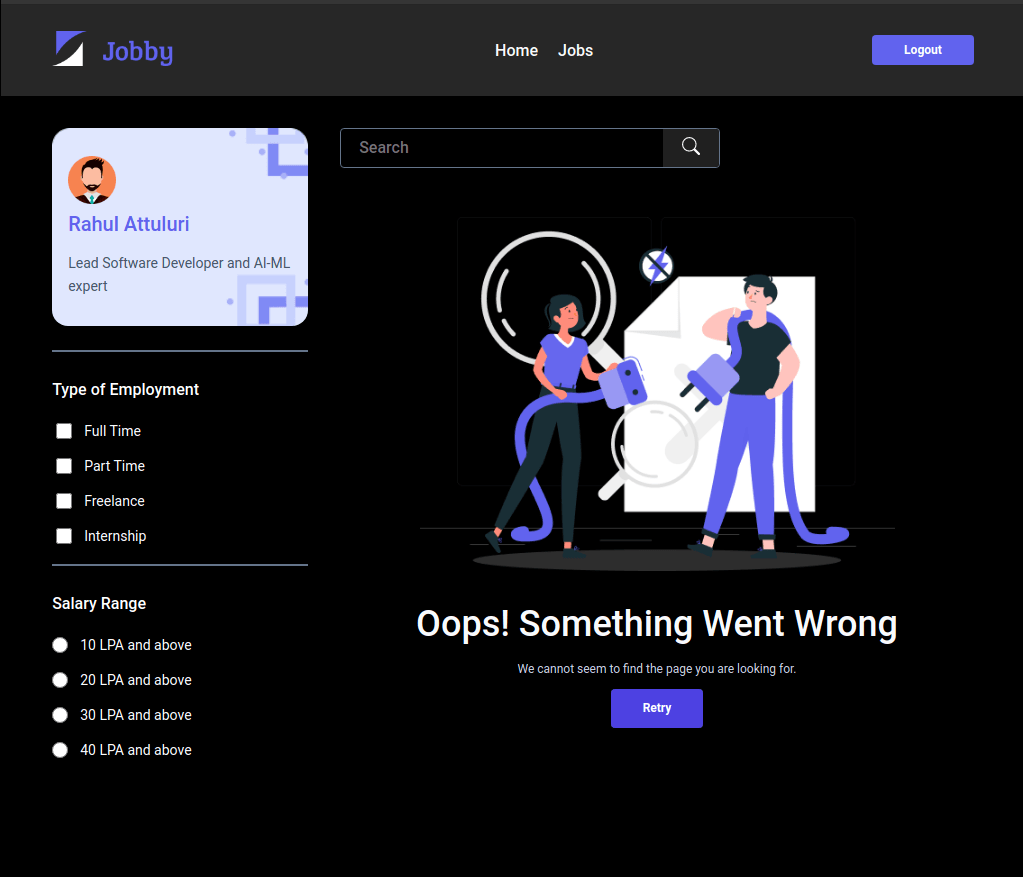 Jobby
Home Jobs
Logout
Rahul Attuluri
Lead Software Developer and AI-ML
expert
Type of Employment
Full Time
Part Time
Freelance
Internship
Salary Range
10 LPA and above
20 LPA and above
30 LPA and above
40 LPA and above
Search
Oops! Something Went Wrong
We cannot seem to find the page you are looking for.
Retry